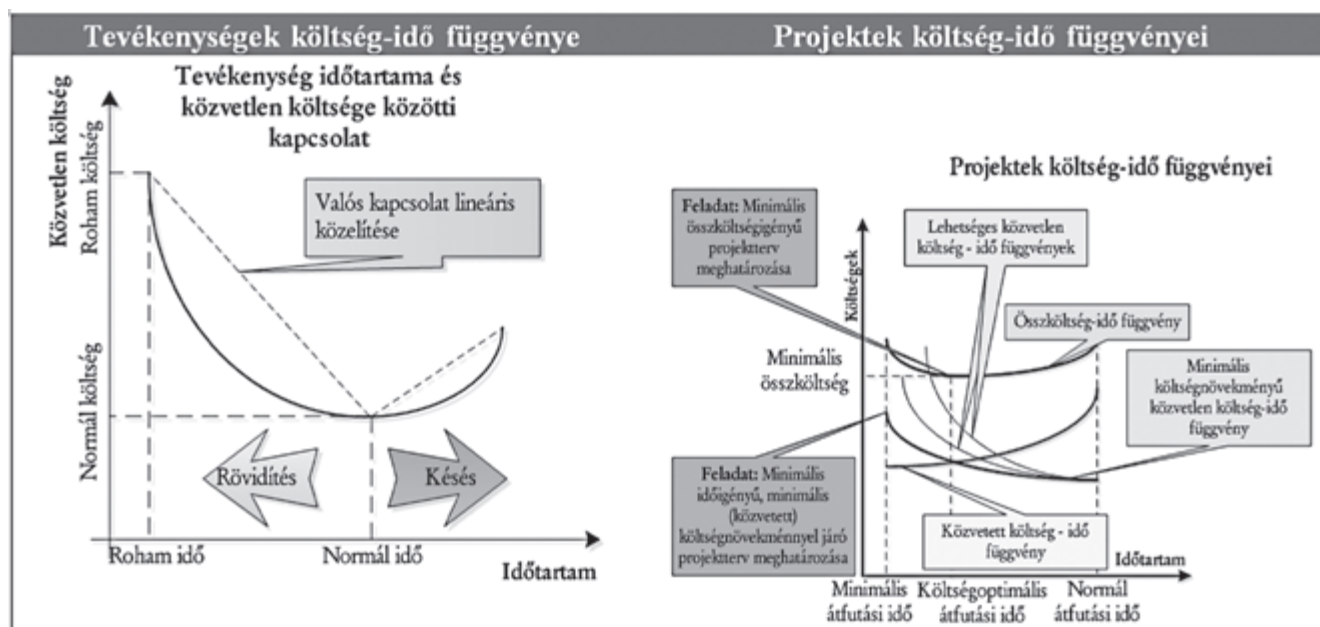 Tevékenységek költség-idő függvénye
Projektek költség-idő függvényei
Tevékenység időtartama és
közvetlen költsége közötti
kapcsolat
Közvetlen költség
Roham költség
Normál költség
Valós kapcsolat lineáris
közelítése
Rövidítés
Késés
Roham idő
Normál idő
Időtartam
Projektek költség-idő függvényei
Feladat: Minimális
összköltségigényű
projektterv
meghatározása
Költségek
Lehetséges közvetlen
költség - idő függvények
Összköltség-idő függvény
Minimális
összköltség
Minimális
költségnövekményű
közvetlen költség-idő
függvény
Feladat: Minimális
időigényű, minimális
(közvetett)
költségnövekménnyel járó
projektterv meghatározása
Közvetett költség - idő
függvény
Időtartam
Minimális
átfutási idő
Költségoptimális
átfutási idő
Normál
átfutási idő